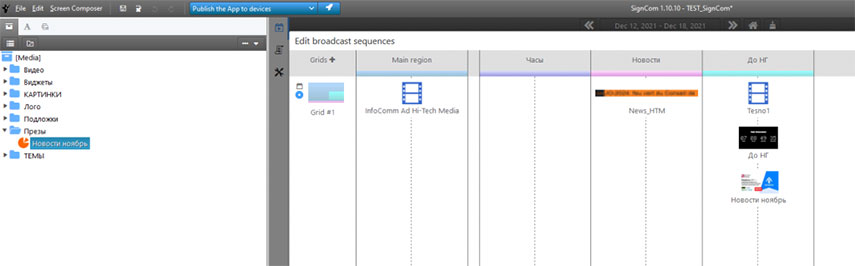 File Edit Screen Composer
Publish the App to devices
SignCom 1.10.10 - TEST_SignCom*
Dec 12, 2021 - Dec 18, 2021
Edit broadcast sequences
[Media]
Видео
Виджеты
КАРТИНКИ
Лого
Подложки
Презы
Новости ноябрь
ТЕМЫ
Grids
Main region
Часы
Новости
До НГ
Grid #1
InfoComm Ad Hi-Tech Media
News_HTM
Tesno1
До НГ
Новости ноябрь